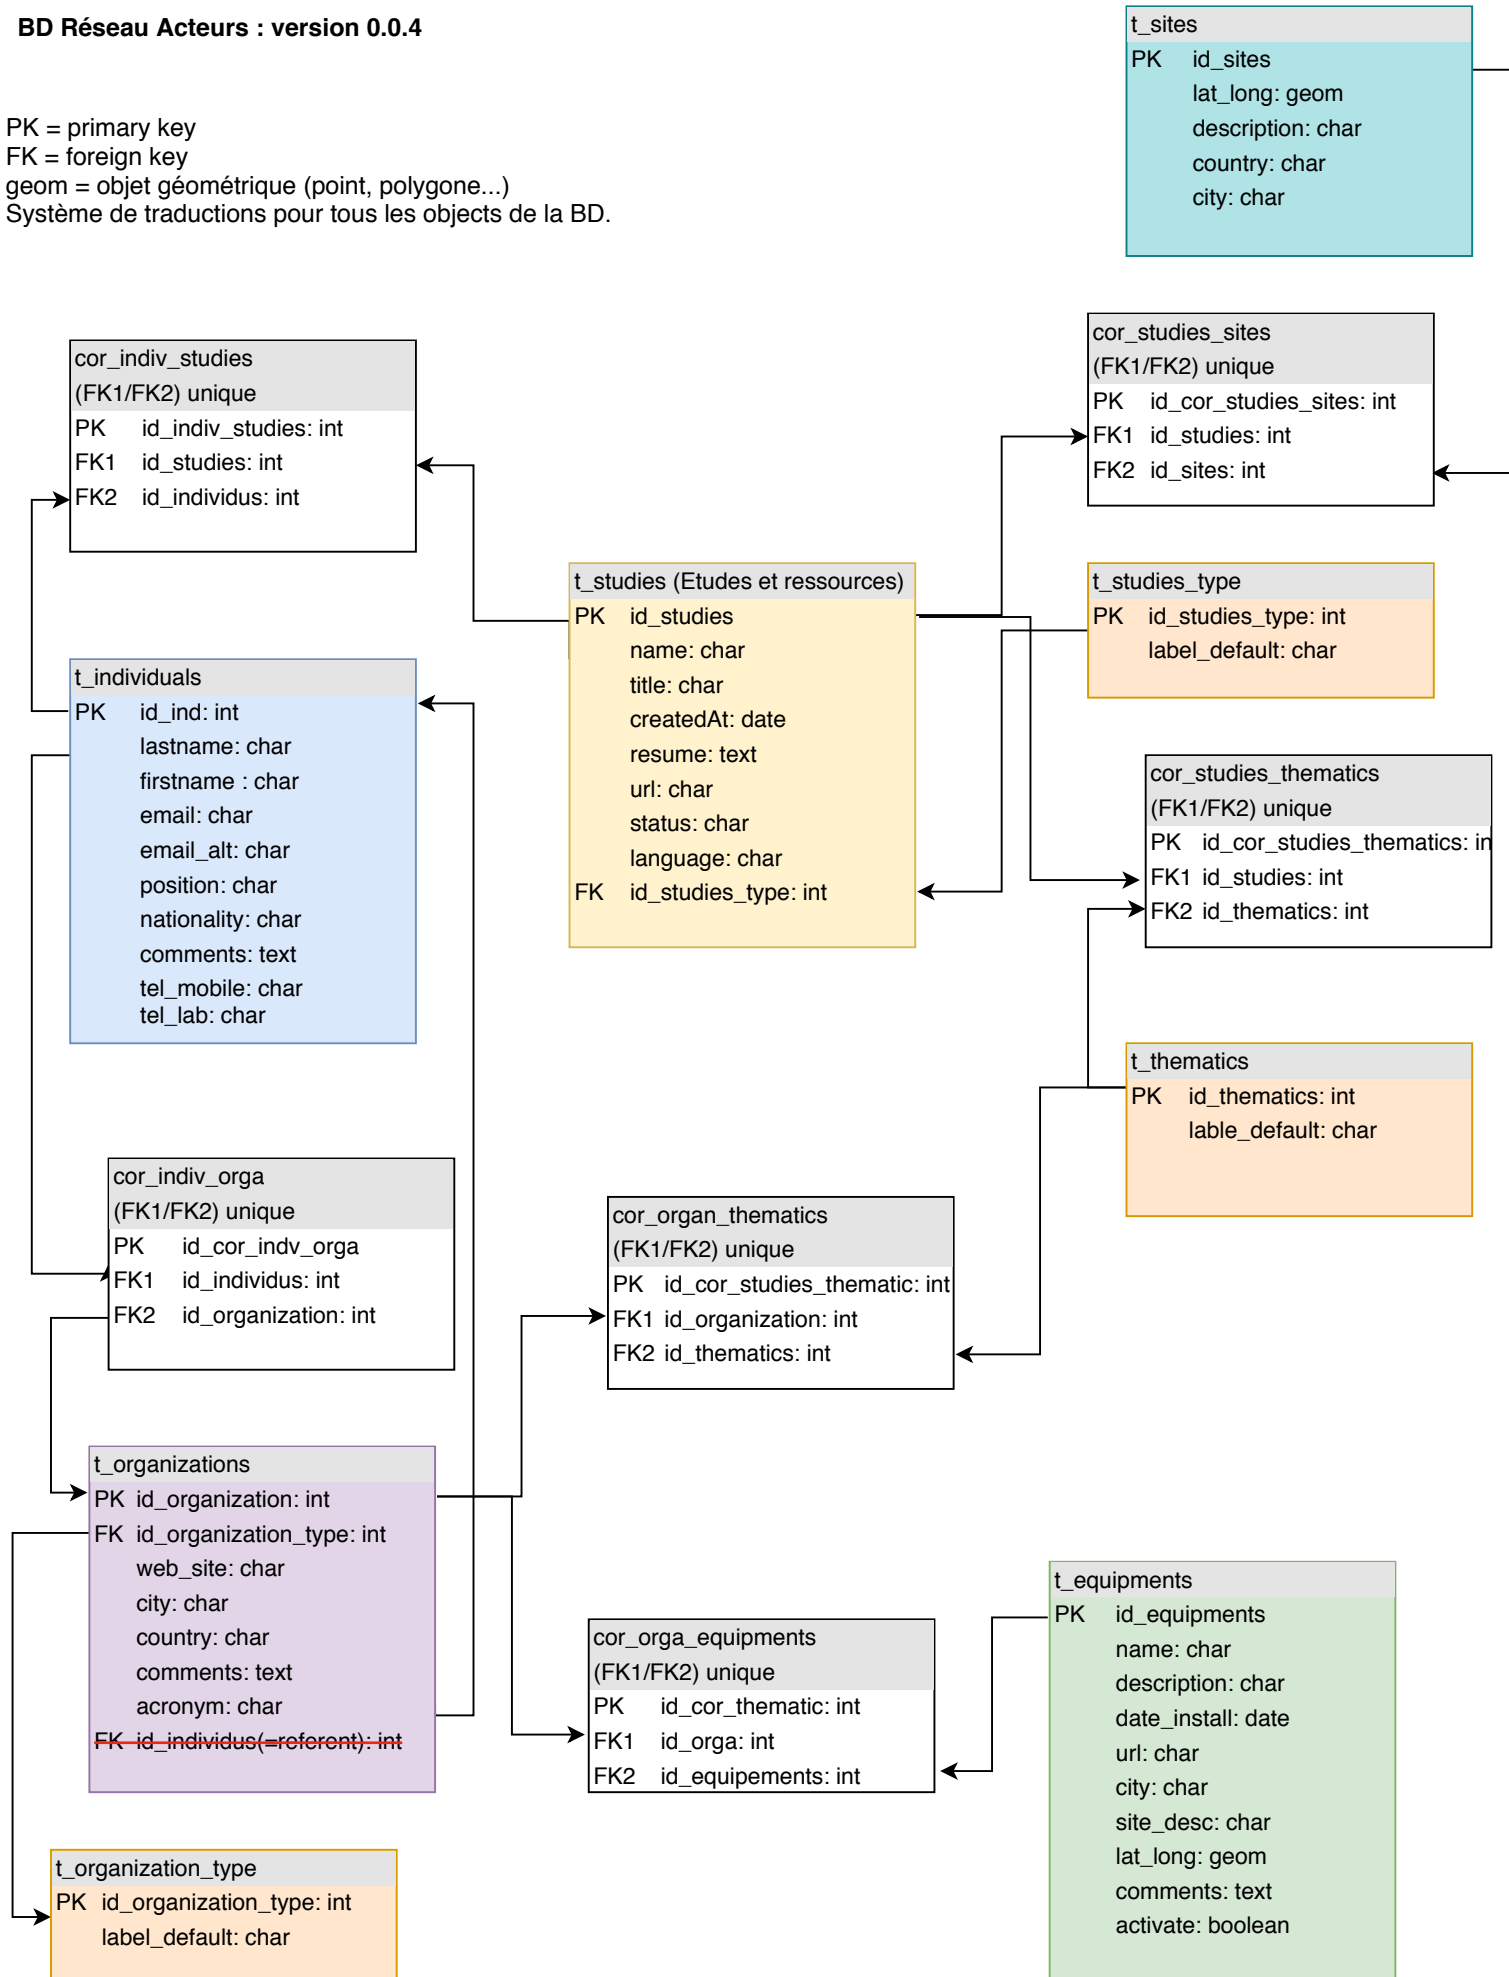 BD Réseau Acteurs : version 0.0.4
PK = primary key
FK = foreign key
geom = objet géométrique (point, polygone...)
Système de traductions pour tous les objects de la BD.
t_sites
PK id_sites
lat_long: geom
description: char
country: char
city: char
cor_indiv_studies
(FK1/FK2) unique
PK id_indiv_studies: int
FK1 id_studies: int
FK2 id_individus: int
cor_studies_sites
(FK1/FK2) unique
PK id_cor_studies_sites: int
FK1 id_studies: int
FK2 id_sites: int
t_studies (Etudes et ressources)
PK id_studies
name: char
title: char
createdAt: date
resume: text
url: char
status: char
language: char
FK id_studies_type: int
t_studies_type
PK id_studies_type: int
label_default: char
t_individuals
PK id_ind: int
lastname: char
firstname : char
email: char
email_alt: char
position: char
nationality: char
comments: text
tel_mobile: char
tel_lab: char
cor_studies_thematics
(FK1/FK2) unique
PK id_cor_studies_thematics: in
FK1 id_studies: int
FK2 id_thematics: int
t_thematics
PK id_thematics: int
lable_default: char
cor_indiv_orga
(FK1/FK2) unique
PK id_cor_indv_orga
FK1 id_individus: int
FK2 id_organization: int
cor_organ_thematics
(FK1/FK2) unique
PK id_cor_studies_thematic: int
FK1 id_organization: int
FK2 id_thematics: int
t_organizations
PK id_organization: int
FK id_organization_type: int
web_site: char
city: char
country: char
comments: text
acronym: char
FK id_individus(=referent): int
cor_orga_equipments
(FK1/FK2) unique
PK id_cor_thematic: int
FK1 id_orga: int
FK2 id_equipements: int
t_equipments
PK id_equipments
name: char
description: char
date_install: date
url: char
city: char
site_desc: char
lat_long: geom
comments: text
activate: boolean
t_organization_type
PK id_organization_type: int
label_default: char